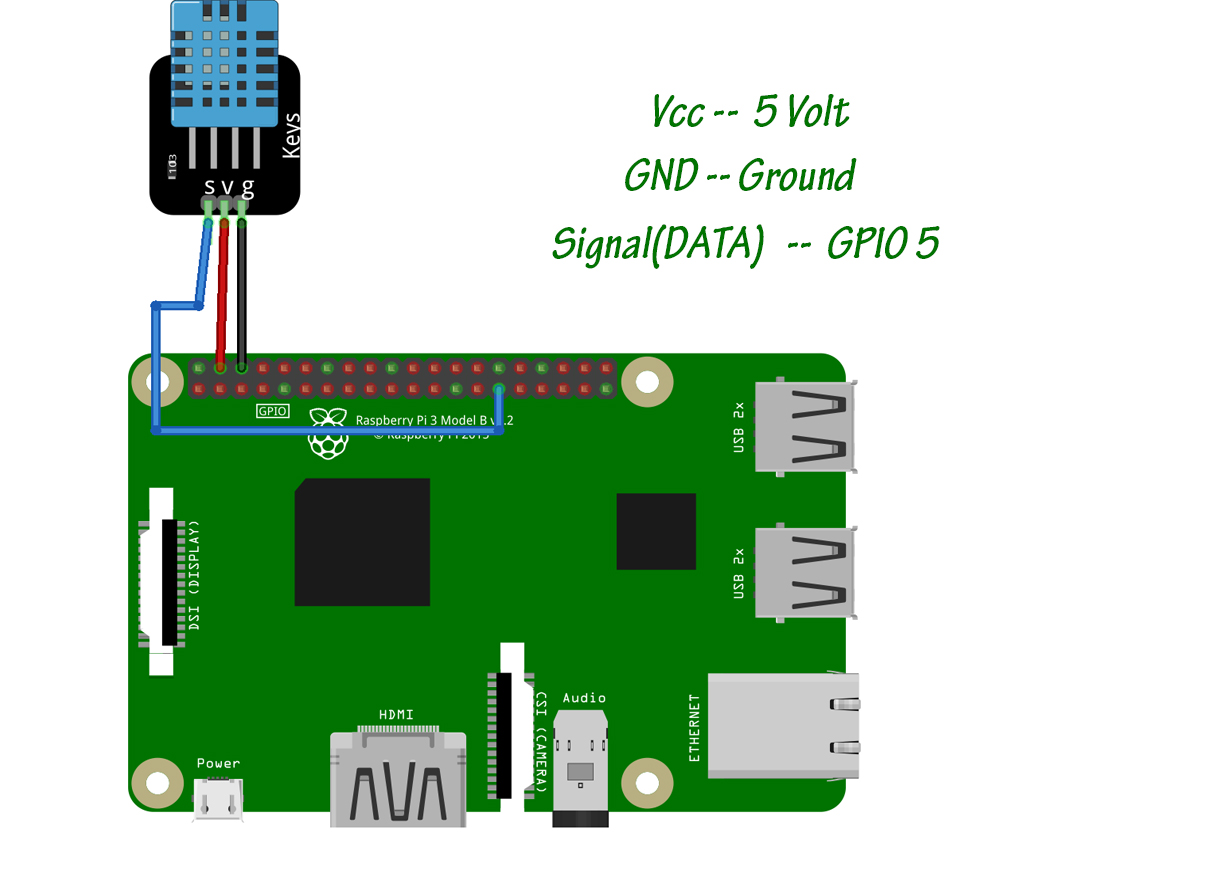 Keys
E103
s v g
Vcc -- 5 Volt
GND -- Ground
Signal(DATA) -- GPIO 5
GPIO
Raspberry Pi 3 Model B v1.2
© Raspberry Pi 2015
USB 2x
USB 2x
DSI (DISPLAY)
CSI (CAMERA)
Audio
HDMI
ETHERNET
Power